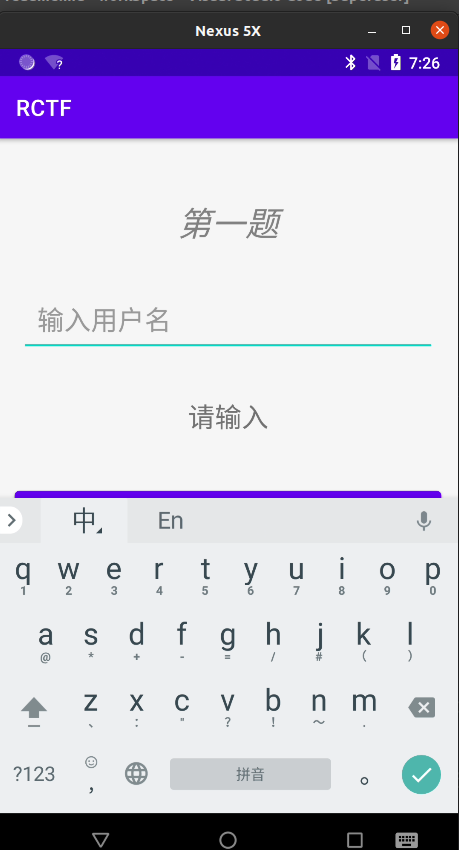 Nexus 5X
7:26
RCTF
第一题
输入用户名
请输入
中 En
q w e r t y u i o p
1 2 3 4 5 6 7 8 9 0
a s d f g h j k l
@ * + - = / # ( )
z x c v b n m
、 : " ? ! ～ .
?123 , 拼音 。